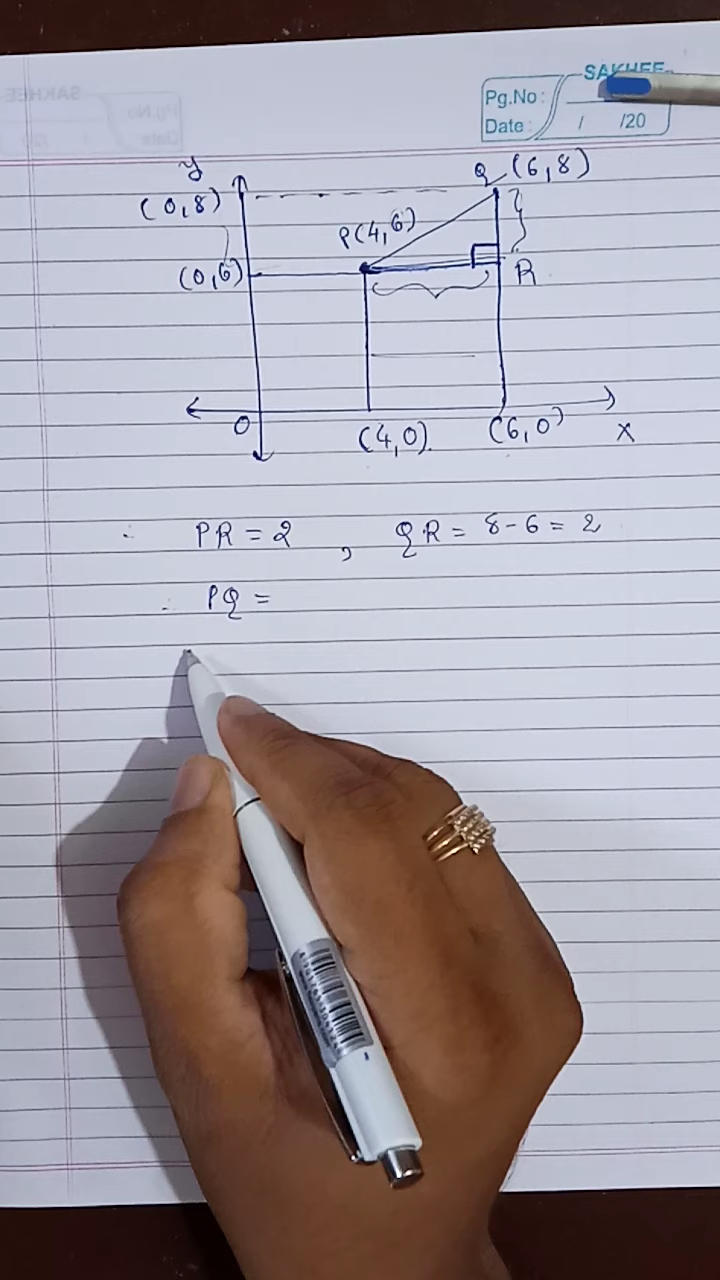 SAKHEE
Pg.No :
Date : / /20
y
Q (6,8)
(0,8)
P(4,6)
(0,6)
R
O
(4,0)
(6,0)
X
∴ PR = 2 , QR = 8-6 = 2
∴ PQ =